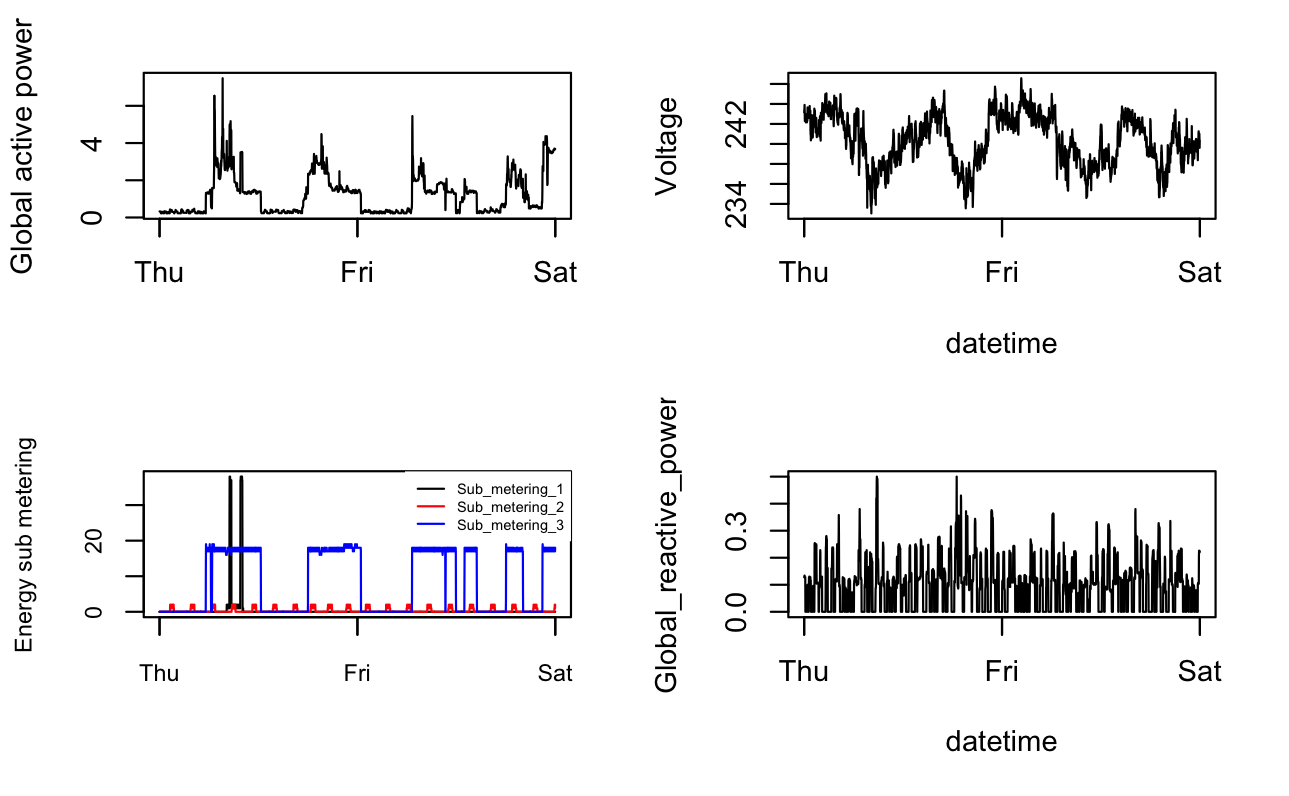 Global active power
4
0
Thu Fri Sat
Voltage
242
234
Thu Fri Sat
datetime
Energy sub metering
20
0
Sub_metering_1
Sub_metering_2
Sub_metering_3
Thu Fri Sat
Global_reactive_power
0.3
0.0
Thu Fri Sat
datetime